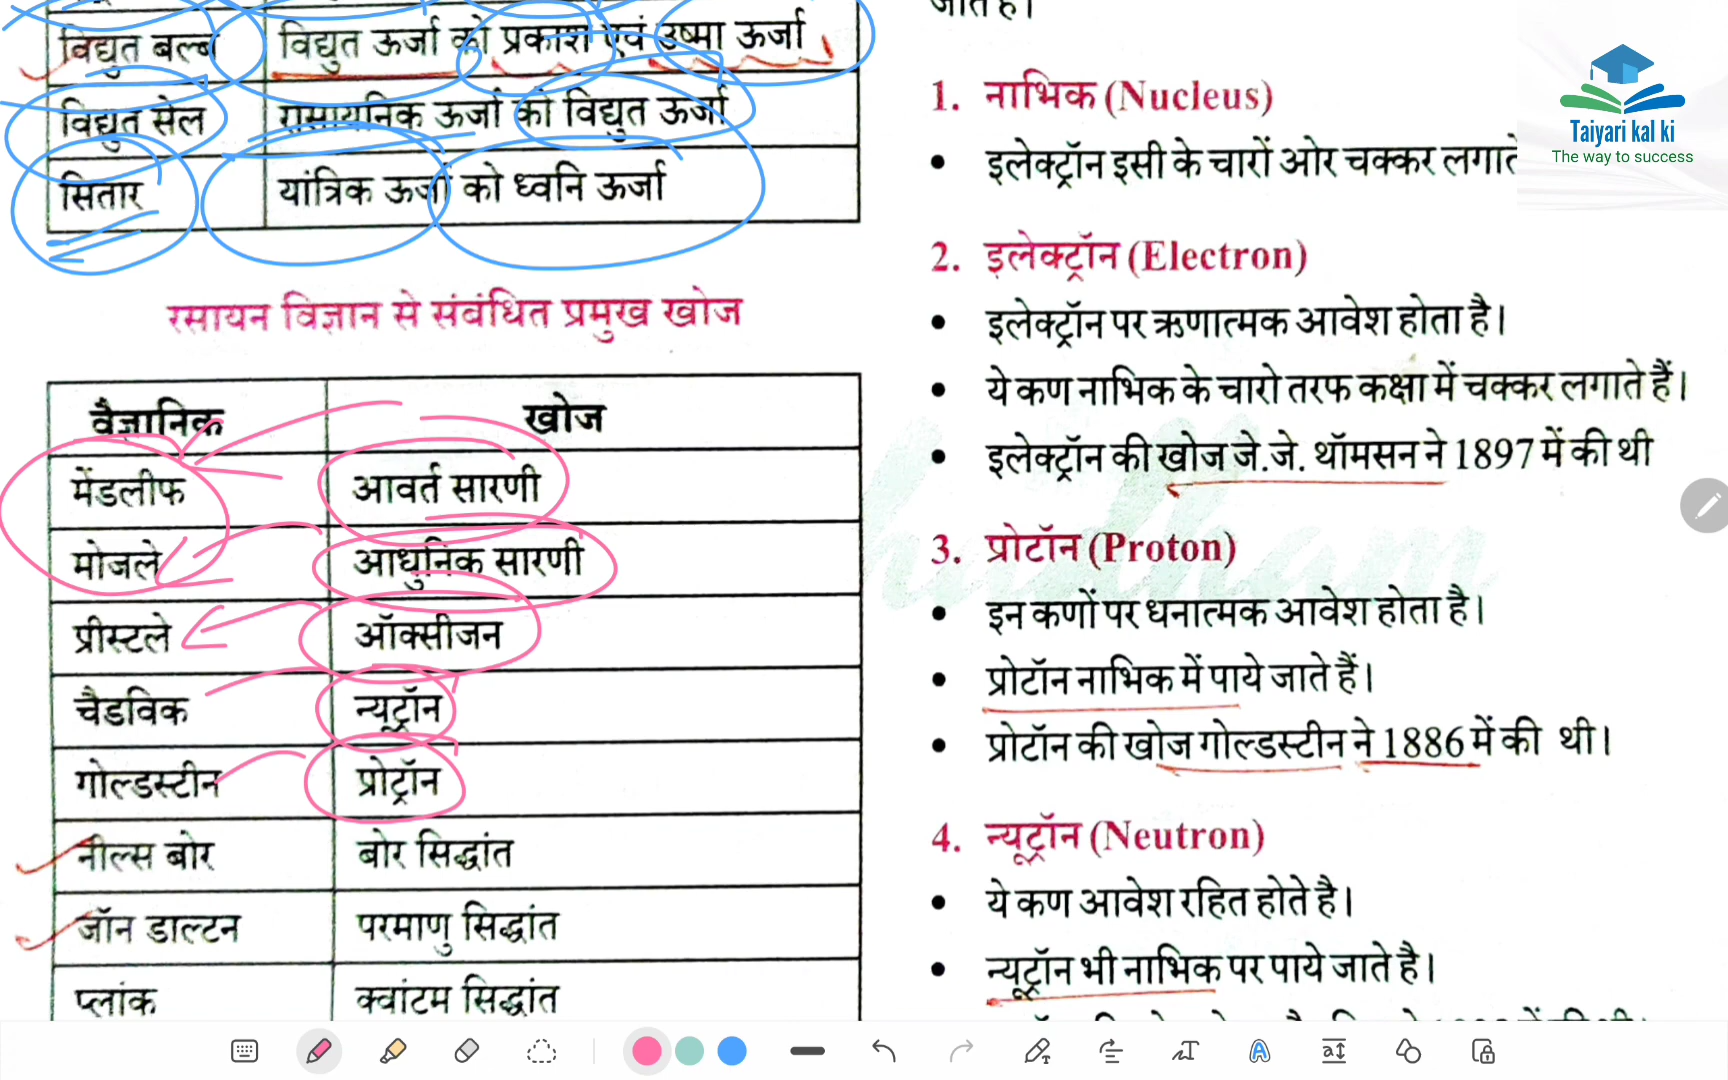 विद्युत बल्ब विद्युत ऊर्जा को प्रकाश एवं उष्मा ऊर्जा
विद्युत सेल रासायनिक ऊर्जा को विद्युत ऊर्जा
सितार यांत्रिक ऊर्जा को ध्वनि ऊर्जा
रसायन विज्ञान से संबंधित प्रमुख खोज
वैज्ञानिक खोज
मेंडलीफ आवर्त सारणी
मोजले आधुनिक सारणी
प्रीस्टले ऑक्सीजन
चैडविक न्यूट्रॉन
गोल्डस्टीन प्रोट्रॉन
नील्स बोर बोर सिद्धांत
जॉन डाल्टन परमाणु सिद्धांत
प्लांक क्वांटम सिद्धांत
जाते है।
1. नाभिक (Nucleus)
• इलेक्ट्रॉन इसी के चारों ओर चक्कर लगाते
2. इलेक्ट्रॉन (Electron)
• इलेक्ट्रॉन पर ऋणात्मक आवेश होता है।
• ये कण नाभिक के चारो तरफ कक्षा में चक्कर लगाते हैं।
• इलेक्ट्रॉन की खोज जे.जे. थॉमसन ने 1897 में की थी
3. प्रोटॉन (Proton)
• इन कणों पर धनात्मक आवेश होता है।
• प्रोटॉन नाभिक में पाये जाते हैं।
• प्रोटॉन की खोज गोल्डस्टीन ने 1886 में की थी।
4. न्यूट्रॉन (Neutron)
• ये कण आवेश रहित होते है।
• न्यूट्रॉन भी नाभिक पर पाये जाते है।
Taiyari kal ki
The way to success